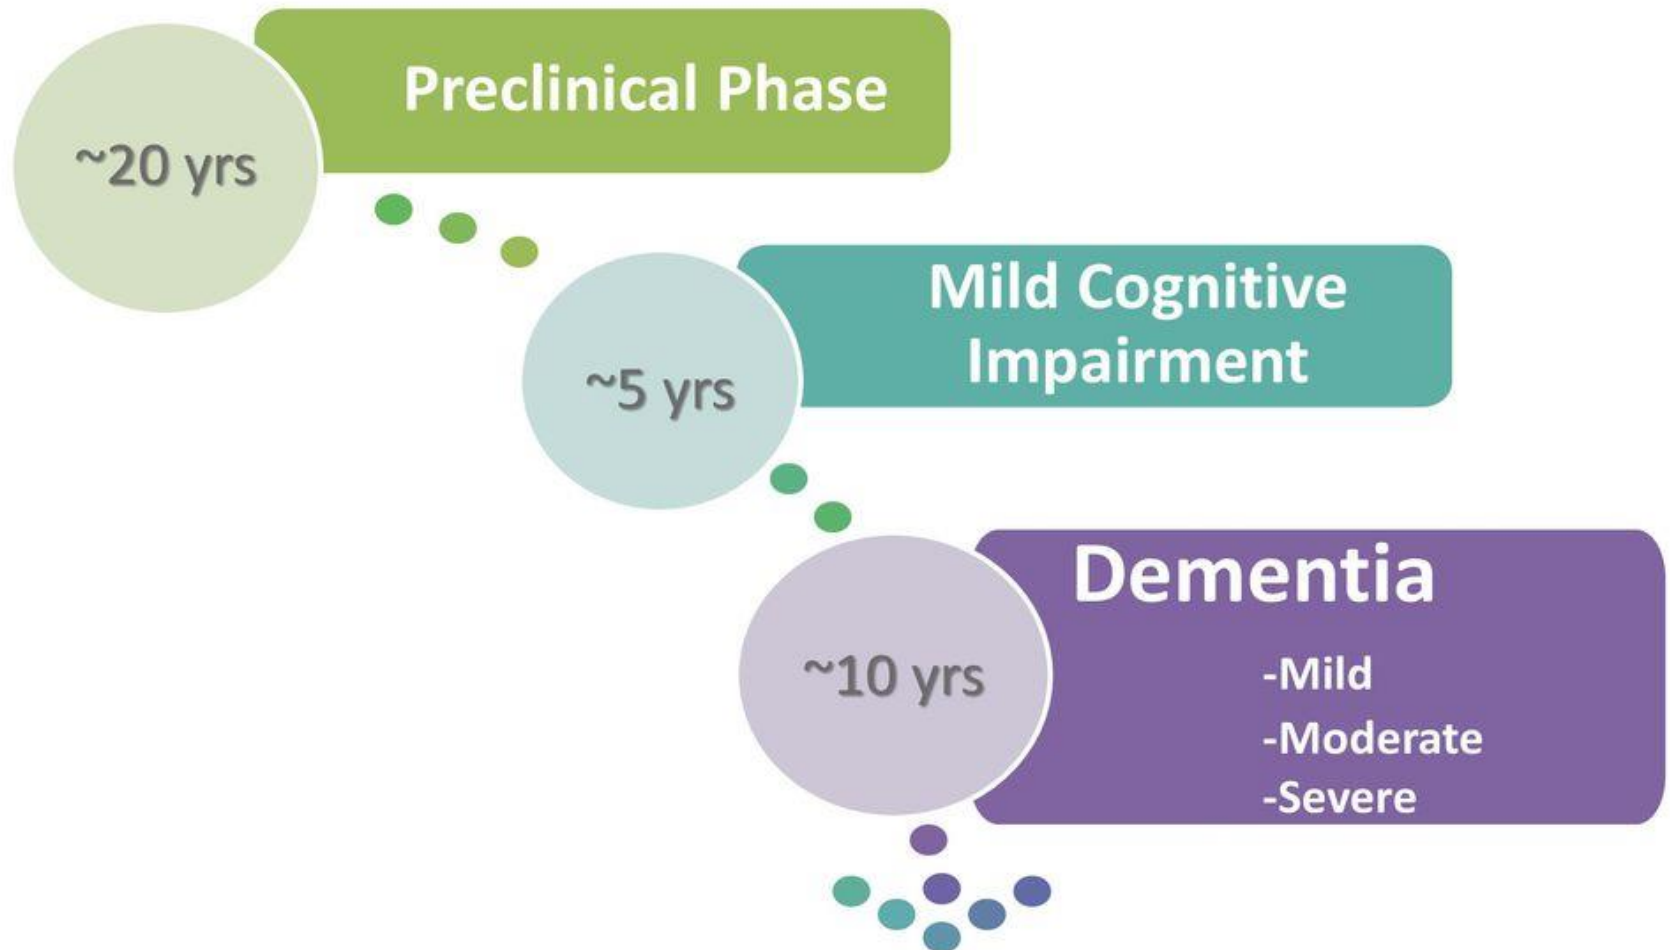 Preclinical Phase
~20 yrs
Mild Cognitive
Impairment
~5 yrs
Dementia
~10 yrs
-Mild
-Moderate
-Severe